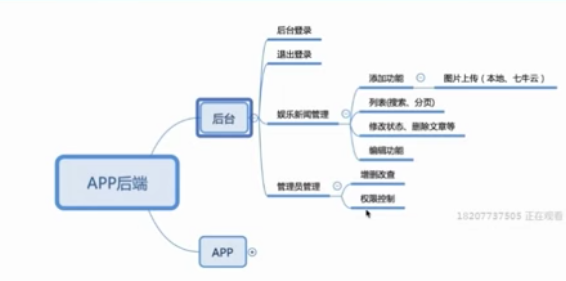 后台登录
退出登录
添加功能
图片上传（本地、七牛云）
列表(搜索、分页)
后台
娱乐新闻管理
修改状态、删除文章等
编辑功能
APP后端
增删改查
管理员管理
权限控制
18207737505 正在观看
APP